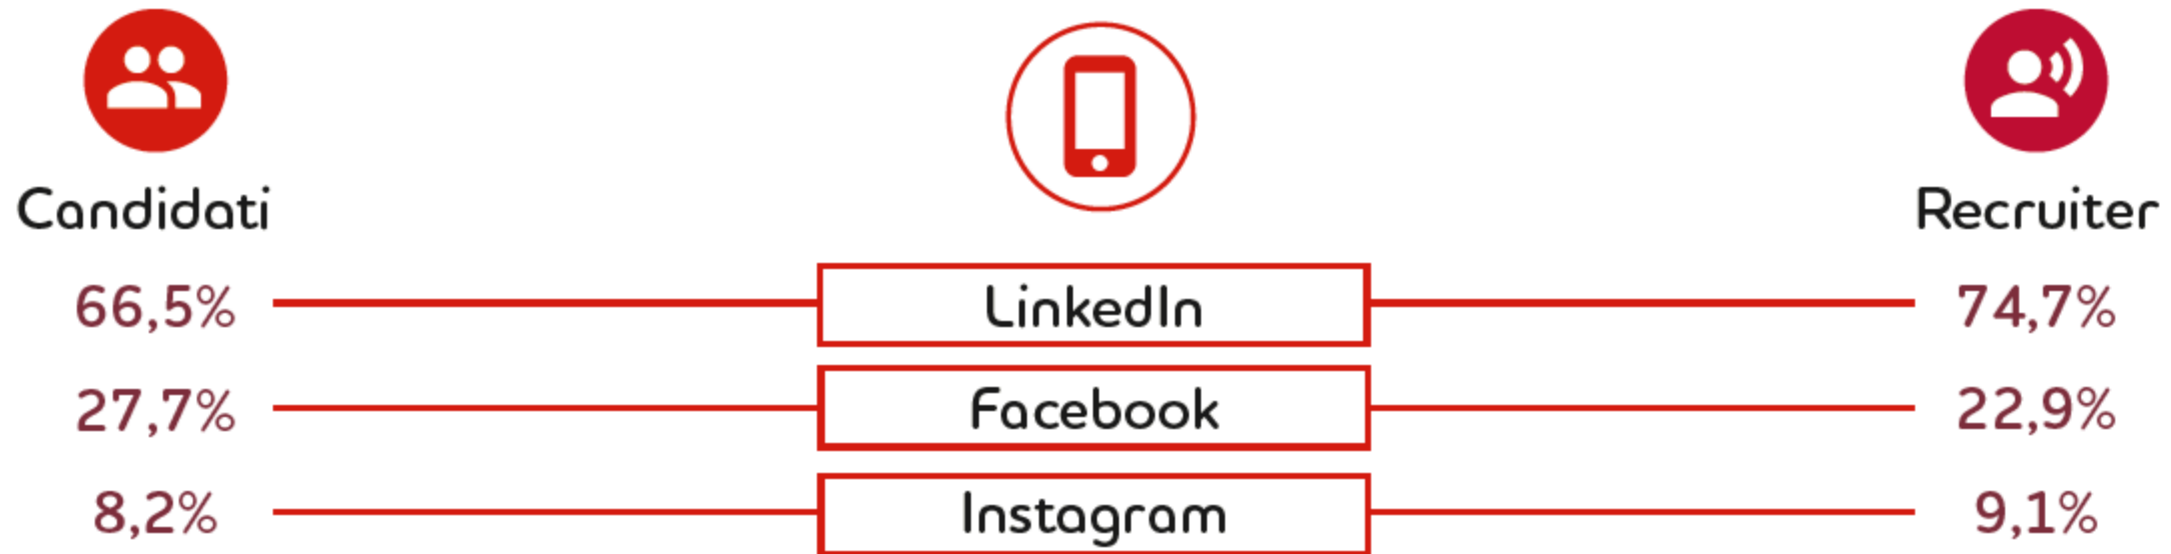 Candidati
Recruiter
66,5% LinkedIn 74,7%
27,7% Facebook 22,9%
8,2% Instagram 9,1%